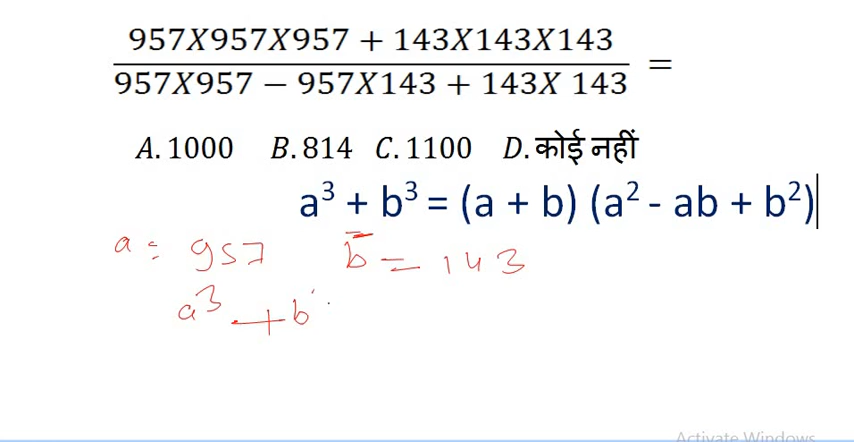 957X957X957 + 143X143X143
957X957 − 957X143 + 143X 143 =
A. 1000 B. 814 C. 1100 D. कोई नहीं
a³ + b³ = (a + b) (a² - ab + b²)
a = 957 b = 143
a³ + b
Activate Windows